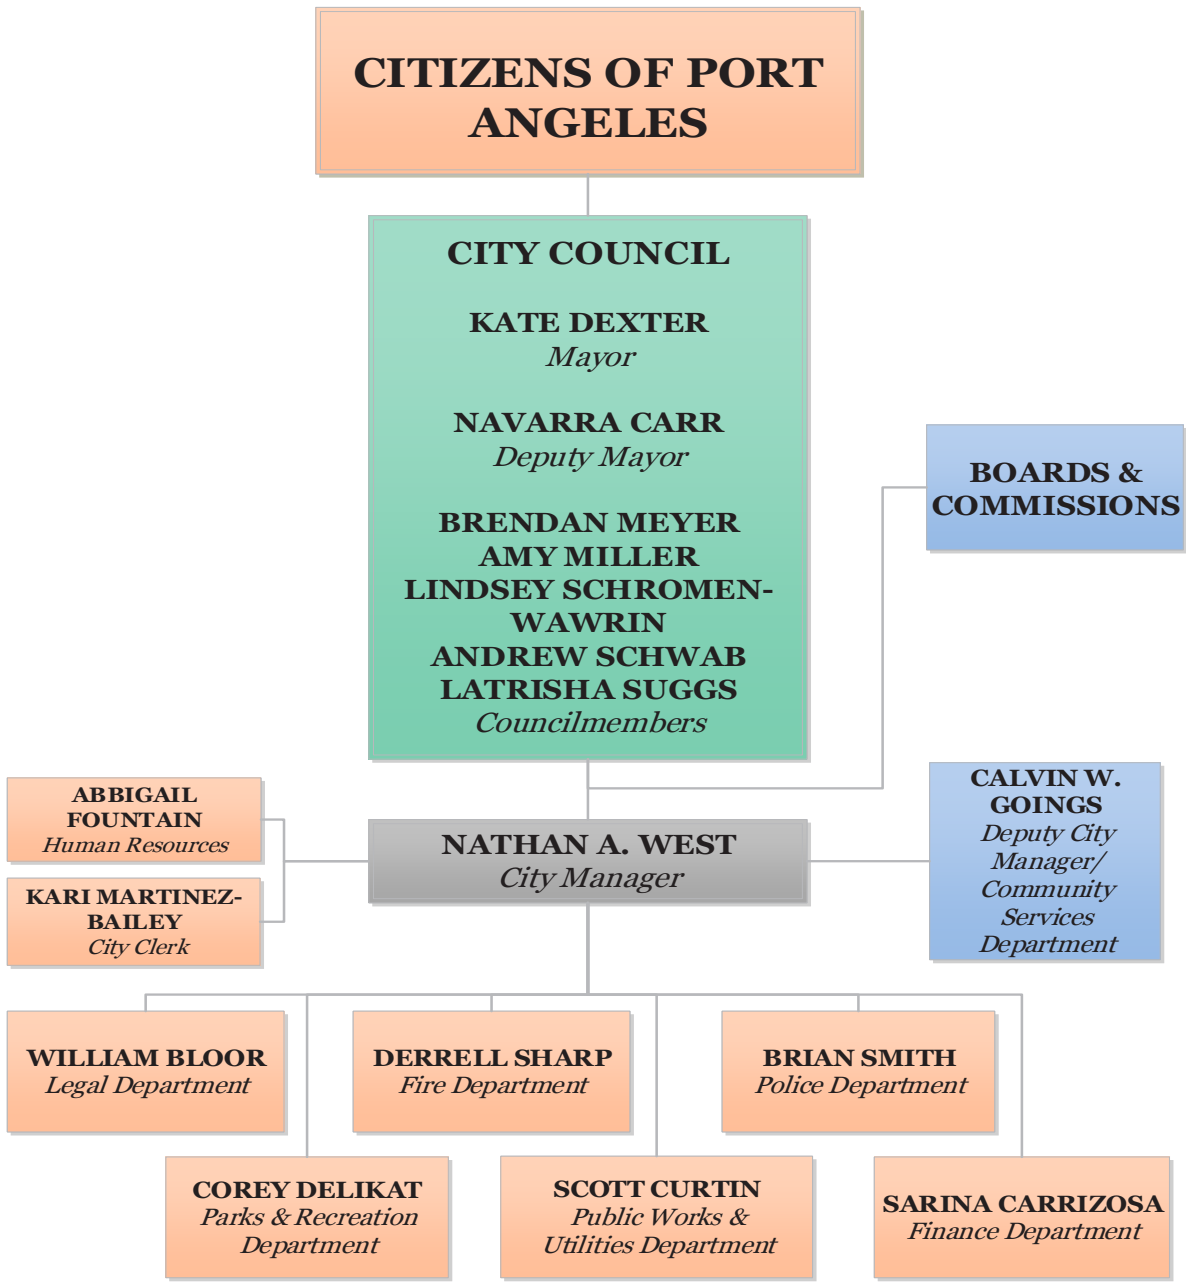 CITIZENS OF PORT
ANGELES
CITY COUNCIL
KATE DEXTER
Mayor
NAVARRA CARR
Deputy Mayor
BRENDAN MEYER
AMY MILLER
LINDSEY SCHROMEN-
WAWRIN
ANDREW SCHWAB
LATRISHA SUGGS
Councilmembers
BOARDS &
COMMISSIONS
ABBIGAIL
FOUNTAIN
Human Resources
KARI MARTINEZ-
BAILEY
City Clerk
NATHAN A. WEST
City Manager
CALVIN W.
GOINGS
Deputy City
Manager/
Community
Services
Department
WILLIAM BLOOR
Legal Department
DERRELL SHARP
Fire Department
BRIAN SMITH
Police Department
COREY DELIKAT
Parks & Recreation
Department
SCOTT CURTIN
Public Works &
Utilities Department
SARINA CARRIZOSA
Finance Department